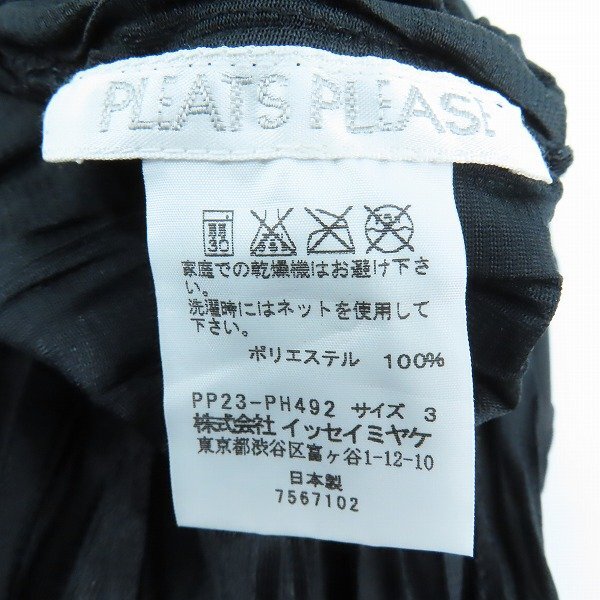 PLEATS PLEASE
弱
30
家庭での乾燥機はお避け下さ
い。
洗濯時にはネットを使用して
下さい。
ポリエステル 100%
PP23-PH492 サイズ 3
株式会社 イッセイミヤケ
東京都渋谷区富ヶ谷1-12-10
日本製
7567102